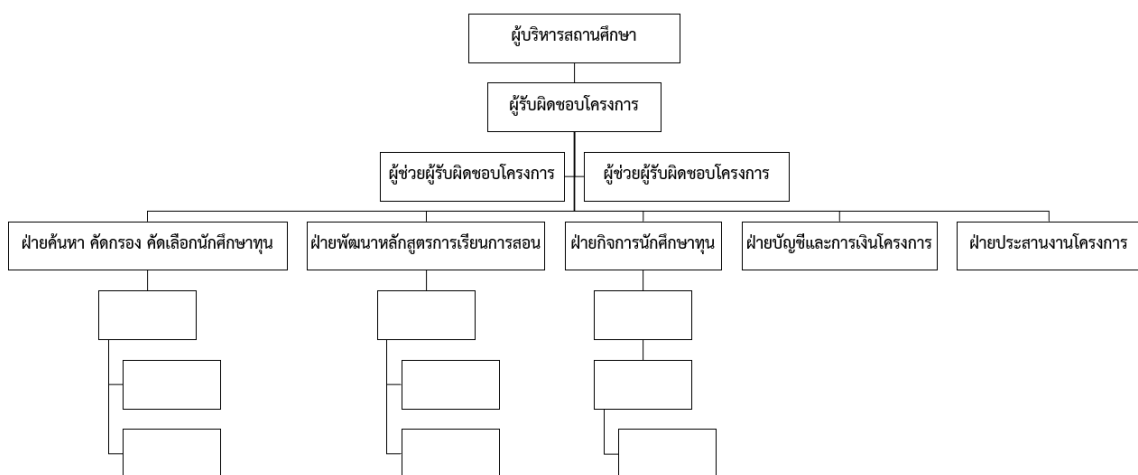 ผู้บริหารสถานศึกษา
ผู้รับผิดชอบโครงการ
ผู้ช่วยผู้รับผิดชอบโครงการ
ผู้ช่วยผู้รับผิดชอบโครงการ
ฝ่ายค้นหา คัดกรอง คัดเลือกนักศึกษาทุน
ฝ่ายพัฒนาหลักสูตรการเรียนการสอน
ฝ่ายกิจการนักศึกษาทุน
ฝ่ายบัญชีและการเงินโครงการ
ฝ่ายประสานงานโครงการ